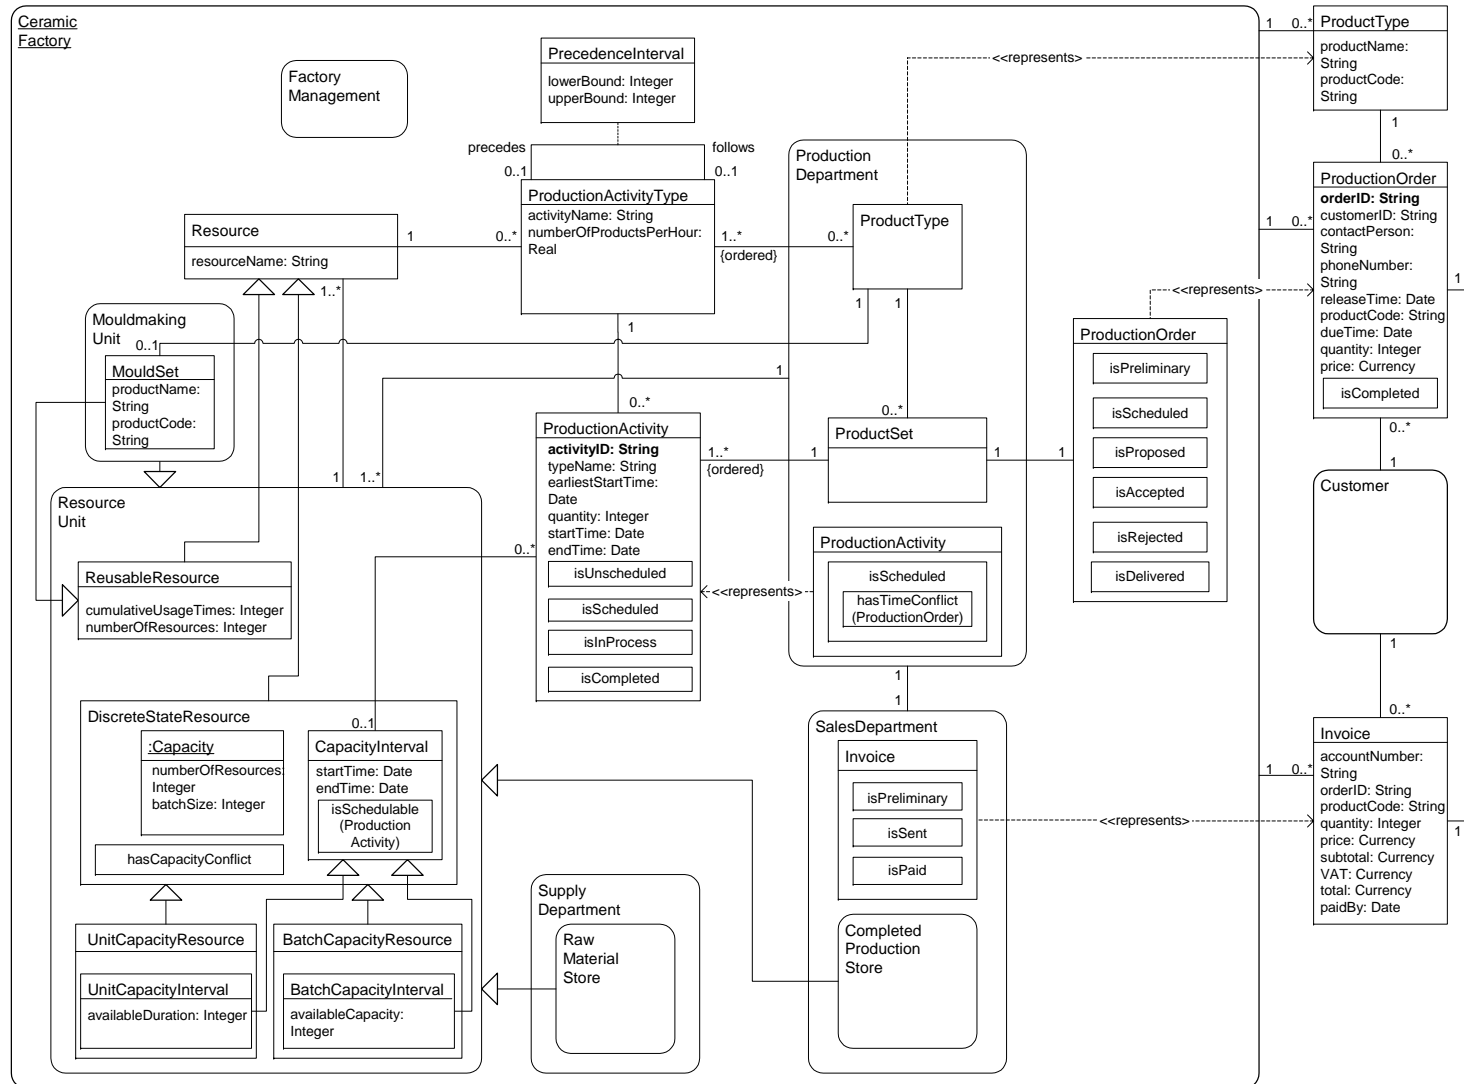 Ceramic
Factory
Factory
Management
PrecedenceInterval
lowerBound: Integer
upperBound: Integer
precedes
follows
0..1
0..1
ProductionActivityType
activityName: String
numberOfProductsPerHour:
Real
Resource
resourceName: String
1
0..*
1..*
{ordered}
0..*
1..*
Production
Department
ProductType
<<represents>>
1
0..*
ProductType
productName:
String
productCode:
String
1
0..*
ProductionOrder
orderID: String
customerID: String
contactPerson:
String
phoneNumber:
String
releaseTime: Date
productCode: String
dueTime: Date
quantity: Integer
price: Currency
isCompleted
1
0..*
1
<<represents>>
ProductionOrder
isPreliminary
isScheduled
isProposed
isAccepted
isRejected
isDelivered
Mouldmaking
Unit
0..1
MouldSet
productName:
String
productCode:
String
1
1
1
1
0..*
0..*
ProductionActivity
activityID: String
typeName: String
earliestStartTime:
Date
quantity: Integer
startTime: Date
endTime: Date
isUnscheduled
isScheduled
isInProcess
isCompleted
1..*
{ordered}
1
ProductSet
1
1
ProductionActivity
isScheduled
hasTimeConflict
(ProductionOrder)
<<represents>>
0..*
1
Customer
1
0..*
Resource
Unit
1
1..*
0..*
ReusableResource
cumulativeUsageTimes: Integer
numberOfResources: Integer
DiscreteStateResource
:Capacity
numberOfResources:
Integer
batchSize: Integer
hasCapacityConflict
0..1
CapacityInterval
startTime: Date
endTime: Date
isSchedulable
(Production
Activity)
UnitCapacityResource
UnitCapacityInterval
availableDuration: Integer
BatchCapacityResource
BatchCapacityInterval
availableCapacity:
Integer
Supply
Department
Raw
Material
Store
1
1
SalesDepartment
Invoice
isPreliminary
isSent
isPaid
Completed
Production
Store
<<represents>>
1
0..*
Invoice
accountNumber:
String
orderID: String
productCode: String
quantity: Integer
price: Currency
subtotal: Currency
VAT: Currency
total: Currency
paidBy: Date
1